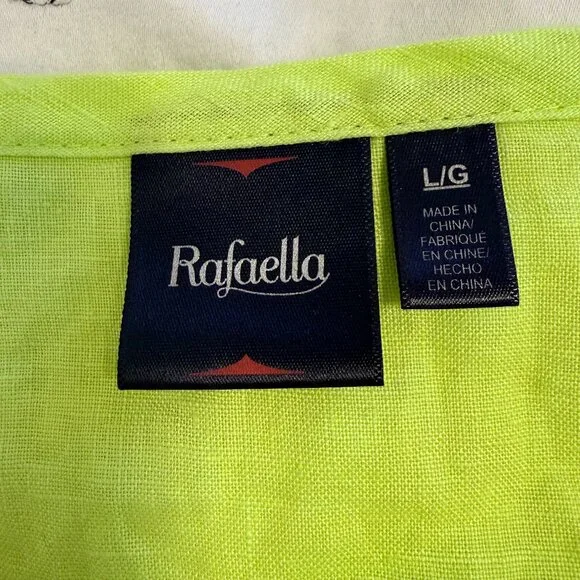 Rafaella
L/G
MADE IN
CHINA/
FABRIQUÉ
EN CHINE/
HECHO
EN CHINA